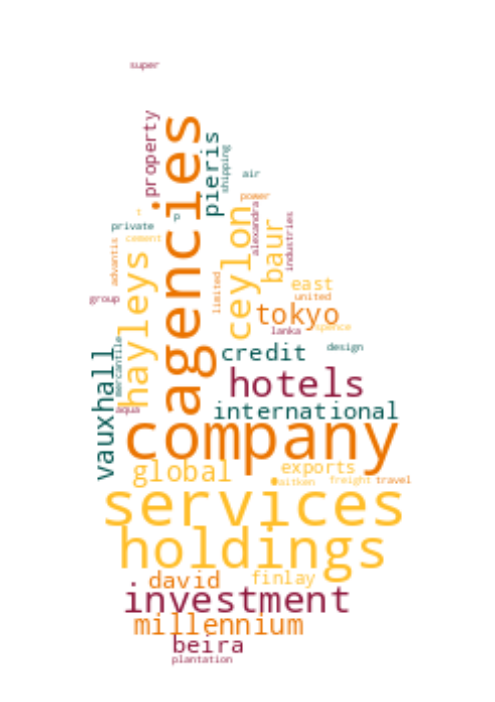 super
property
agencies
pieris
shipping
air
power
t
p
private
cement
alexandra
industries
ceylon
baur
hayleys
advantis
limited
east
united
group
tokyo
lanka
spence
mercantile
vauxhall
credit
design
hotels
aqua
international
company
global
exports
aitken
freight
travel
services
holdings
david
finlay
investment
millennium
beira
plantation